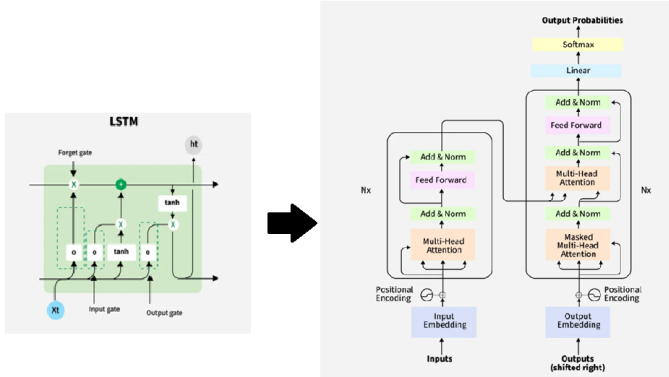 LSTM
Forget gate
ht
X
+
tanh
X
X
o
o
tanh
o
Xt
Input gate
Output gate
Output Probabilities
Softmax
Linear
Add & Norm
Feed Forward
Add & Norm
Multi-Head
Attention
Nx
Add & Norm
Masked
Multi-Head
Attention
Positional
Encoding
Output
Embedding
Outputs
(shifted right)
Add & Norm
Feed Forward
Nx
Add & Norm
Multi-Head
Attention
Positional
Encoding
Input
Embedding
Inputs